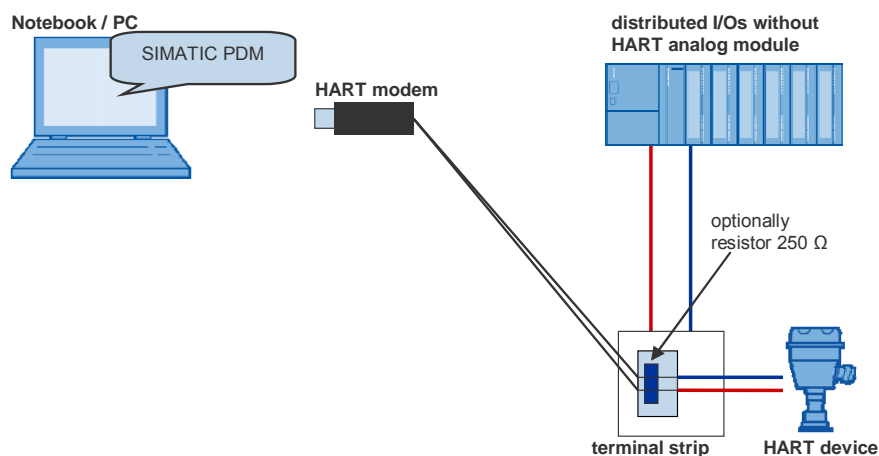 Notebook / PC
SIMATIC PDM
HART modem
distributed I/Os without
HART analog module
optionally
resistor 250 Ω
terminal strip
HART device